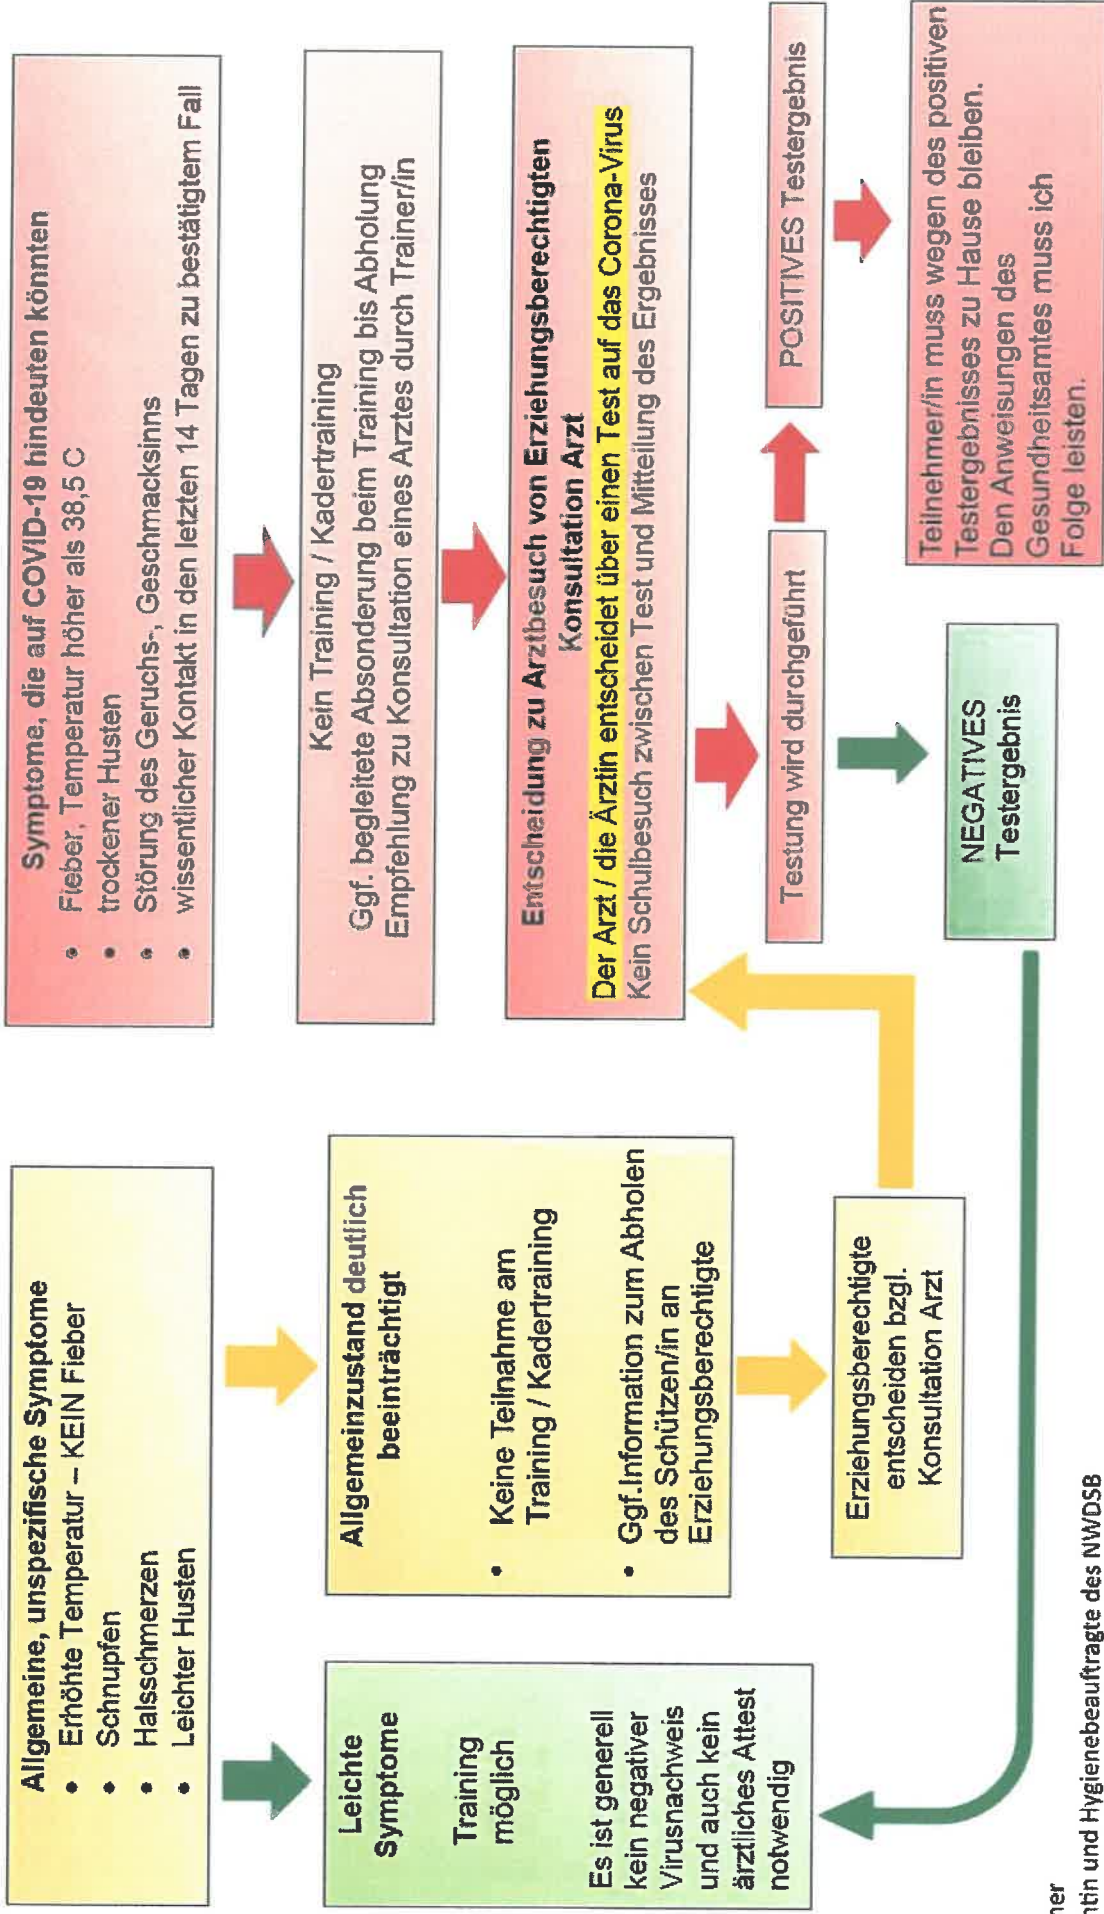 Allgemeine, unspezifische Symptome
• Erhöhte Temperatur – KEIN Fieber
• Schnupfen
• Halsschmerzen
• Leichter Husten
Leichte
Symptome
Training
möglich
Es ist generell
kein negativer
Virusnachweis
und auch kein
ärztliches Attest
notwendig
Allgemeinzustand deutlich
beeinträchtigt
• Keine Teilnahme am
Training / Kadertraining
• Ggf.Information zum Abholen
des Schützen/in an
Erziehungsberechtigte
Erziehungsberechtigte
entscheiden bzgl.
Konsultation Arzt
Symptome, die auf COVID-19 hindeuten könnten
• Fieber, Temperatur höher als 38,5 C
• trockener Husten
• Störung des Geruchs-, Geschmacksinns
• wissentlicher Kontakt in den letzten 14 Tagen zu bestätigtem Fall
Kein Training / Kadertraining
Ggf. begleitete Absonderung beim Training bis Abholung
Empfehlung zu Konsultation eines Arztes durch Trainer/in
Entscheidung zu Arztbesuch von Erziehungsberechtigten
Konsultation Arzt
Der Arzt / die Ärztin entscheidet über einen Test auf das Corona-Virus
Kein Schulbesuch zwischen Test und Mitteilung des Ergebnisses
Testung wird durchgeführt
POSITIVES Testergebnis
NEGATIVES
Testergebnis
Teilnehmer/in muss wegen des positiven
Testergebnisses zu Hause bleiben.
Den Anweisungen des
Gesundheitsamtes muss ich
Folge leisten.
ner
ntin und Hygienebeauftragte des NWDSB